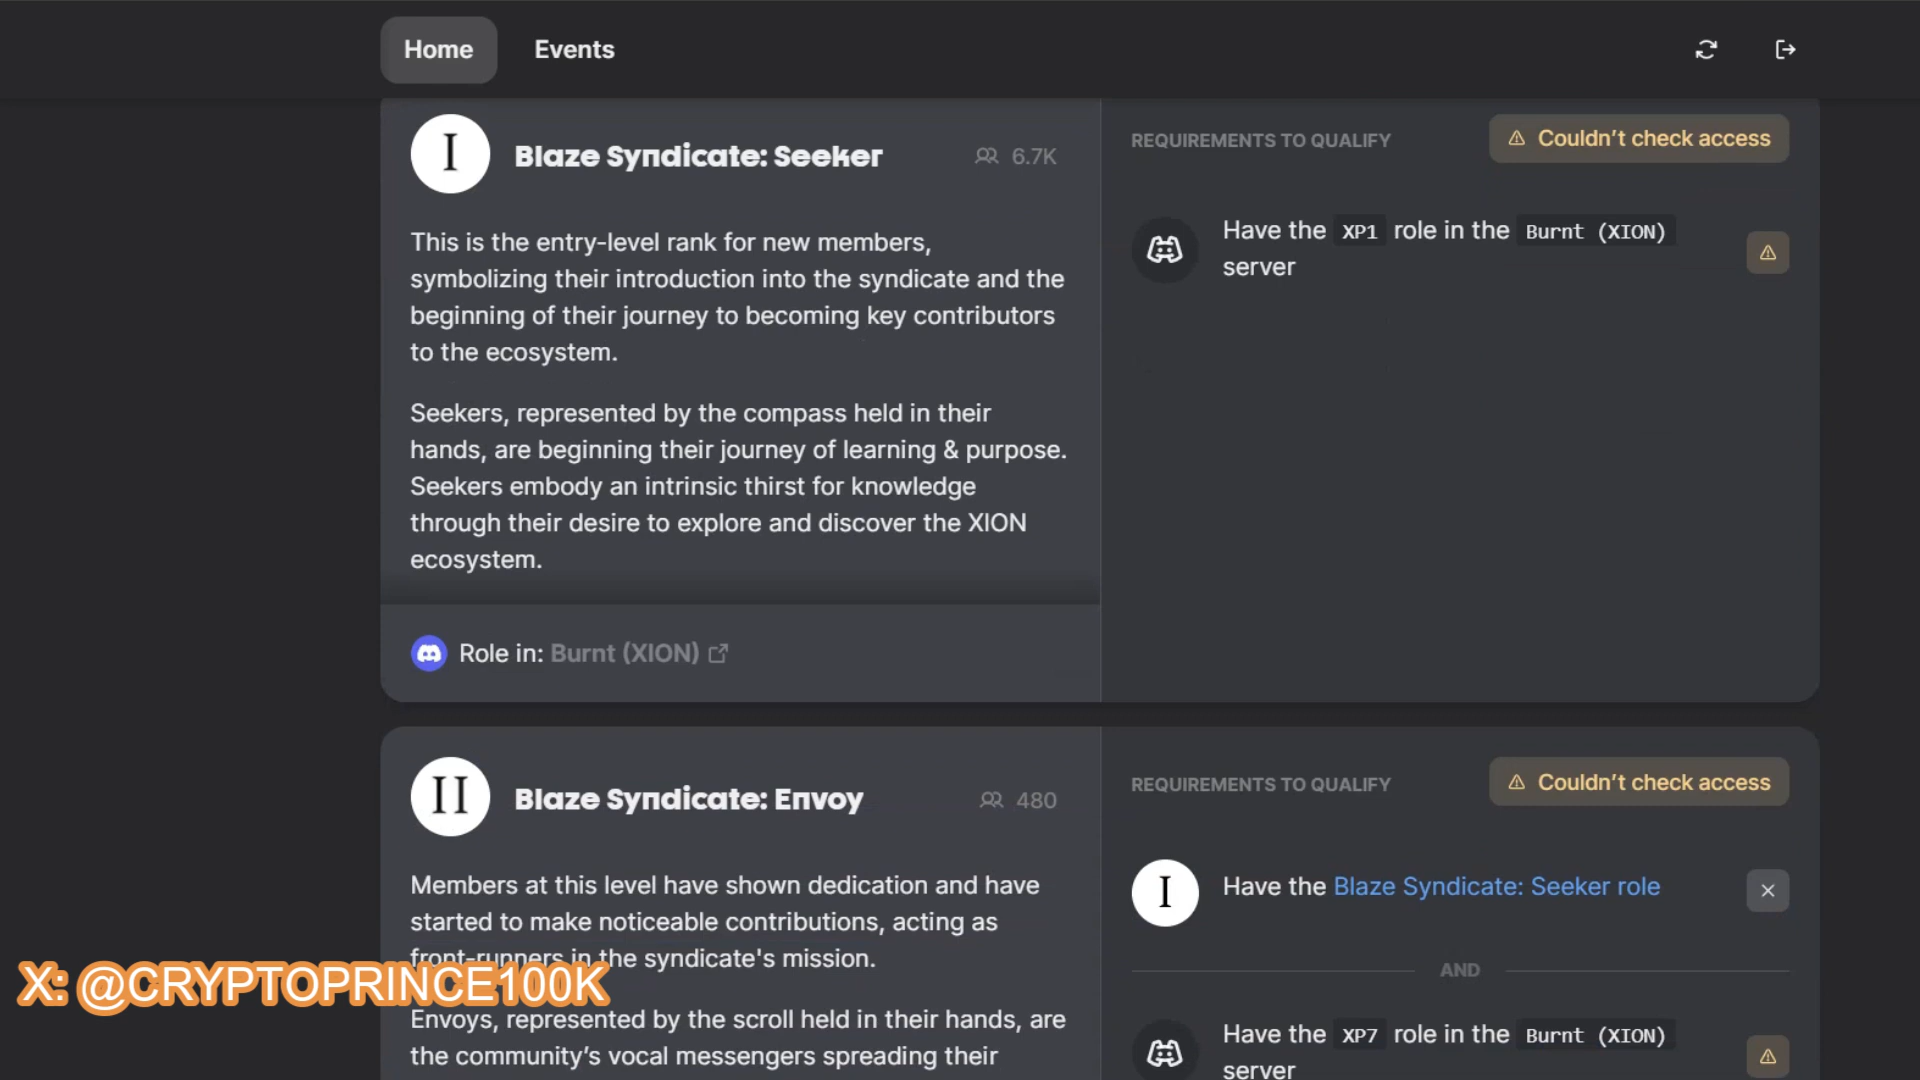 Home
Events
I
Blaze Syndicate: Seeker
6.7K
This is the entry-level rank for new members,
symbolizing their introduction into the syndicate and the
beginning of their journey to becoming key contributors
to the ecosystem.
Seekers, represented by the compass held in their
hands, are beginning their journey of learning & purpose.
Seekers embody an intrinsic thirst for knowledge
through their desire to explore and discover the XION
ecosystem.
Role in: Burnt (XION)
REQUIREMENTS TO QUALIFY
Couldn’t check access
Have the XP1 role in the Burnt (XION)
server
II
Blaze Syndicate: Envoy
480
Members at this level have shown dedication and have
started to make noticeable contributions, acting as
front-runners in the syndicate's mission.
Envoys, represented by the scroll held in their hands, are
the community’s vocal messengers spreading their
REQUIREMENTS TO QUALIFY
Couldn’t check access
I
Have the Blaze Syndicate: Seeker role
AND
Have the XP7 role in the Burnt (XION)
server
X: @CRYPTOPRINCE100K